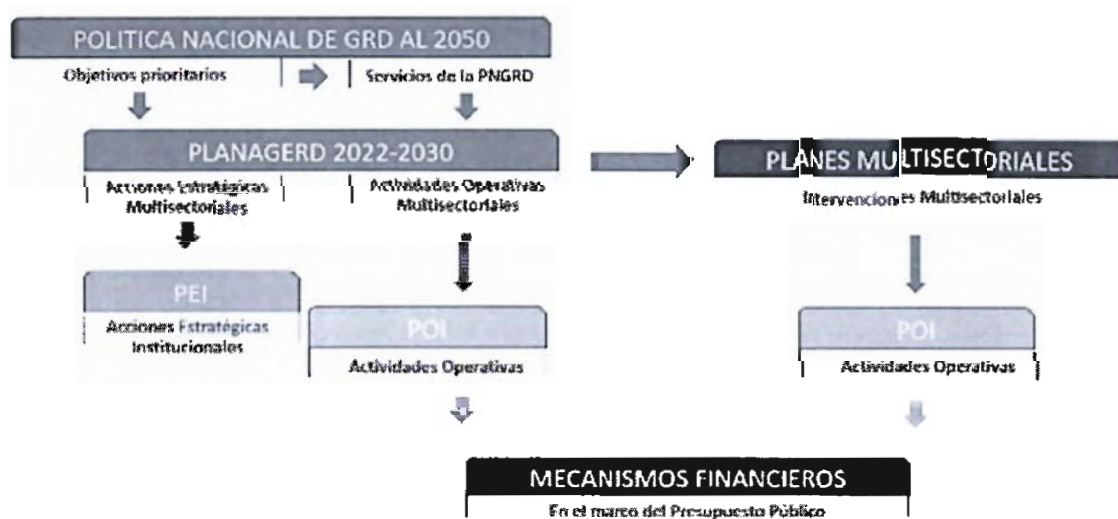 POLITICA NACIONAL DE GRD AL 2050
Objetivos prioritarios
Servicios de la PNGRD
PLANAGERD 2022-2030
Acciones Estratégicas
Multisectoriales
Actividades Operativas
Multisectoriales
PLANES MULTISECTORIALES
Intervenciones Multisectoriales
PEI
Acciones Estratégicas
Institucionales
POI
Actividades Operativas
POI
Actividades Operativas
MECANISMOS FINANCIEROS
En el marco del Presupuesto Público